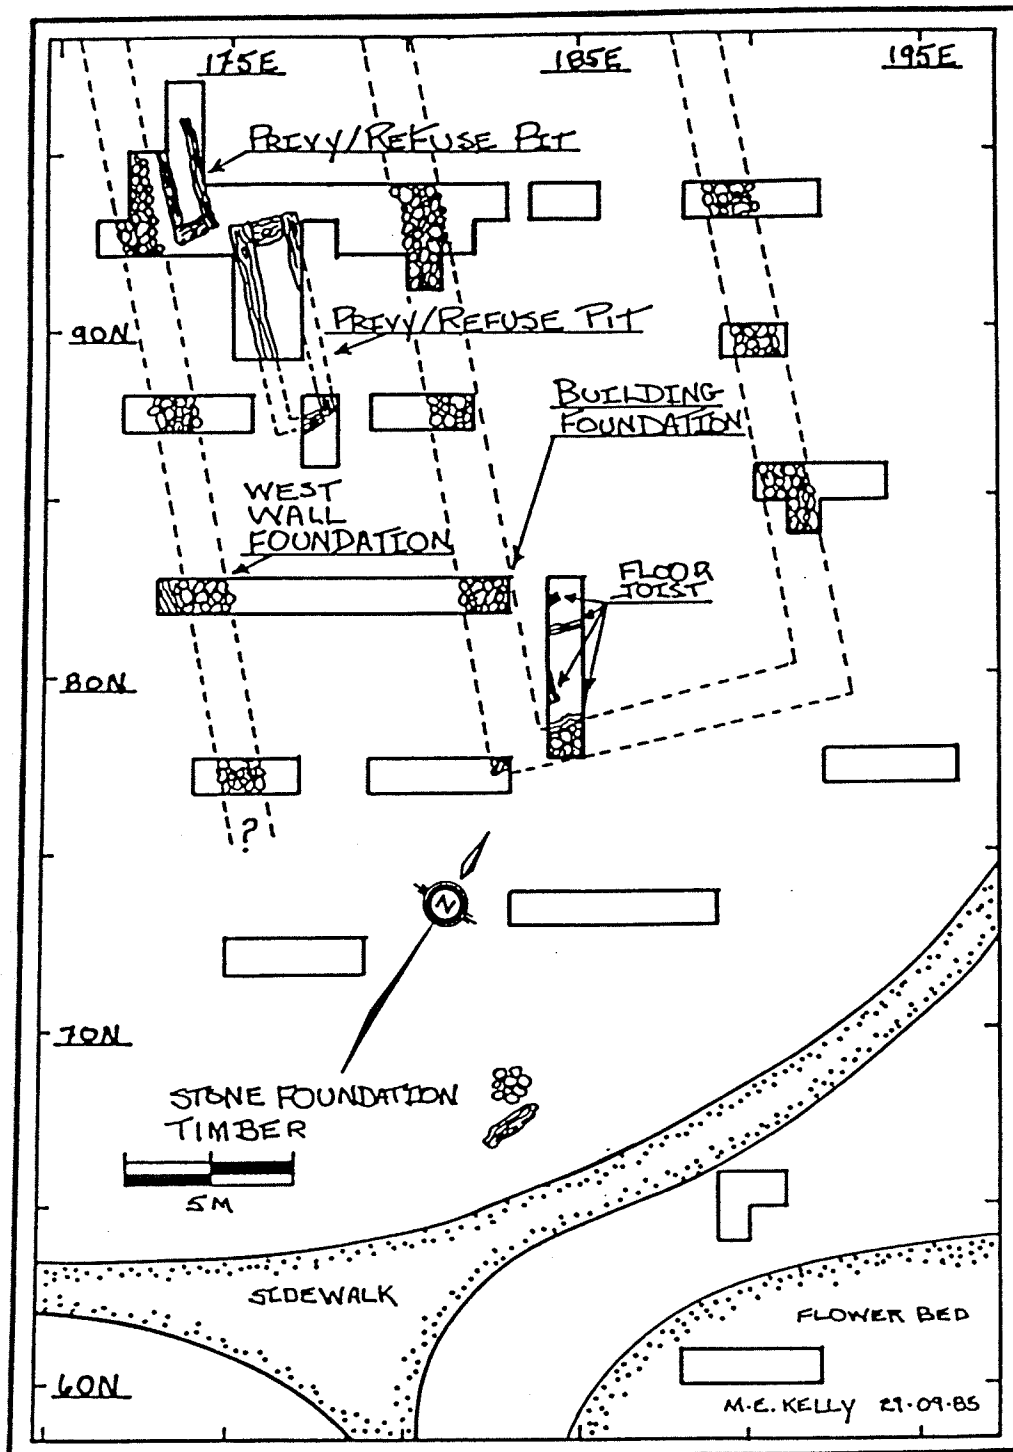 175E 185E 195E
PRIVY/REFUSE PIT
90N
PRIVY/REFUSE PIT
BUILDING
FOUNDATION
WEST
WALL
FOUNDATION
FLOOR
JOIST
80N
?
N
70N
STONE FOUNDATION
TIMBER
5M
SIDEWALK
FLOWER BED
60N
M.E. KELLY 29.09.85